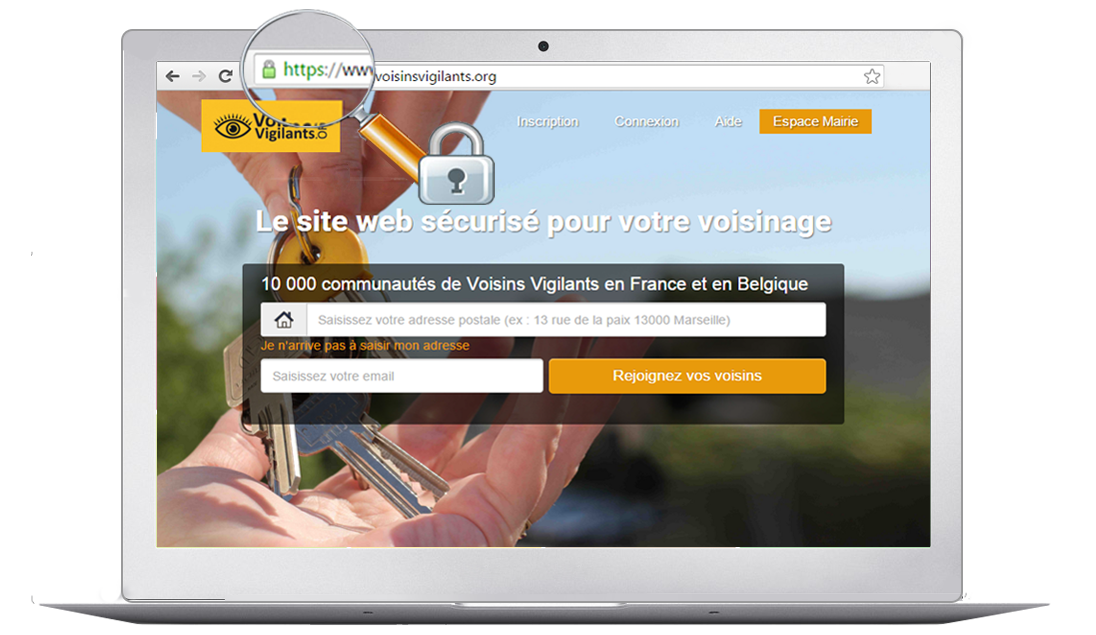 https://www voisinsvigilants.org
Voisins
Vigilants.o
Inscription Connexion Aide Espace Mairie
Le site web sécurisé pour votre voisinage
10 000 communautés de Voisins Vigilants en France et en Belgique
Saisissez votre adresse postale (ex : 13 rue de la paix 13000 Marseille)
Je n'arrive pas à saisir mon adresse
Saisissez votre email Rejoignez vos voisins